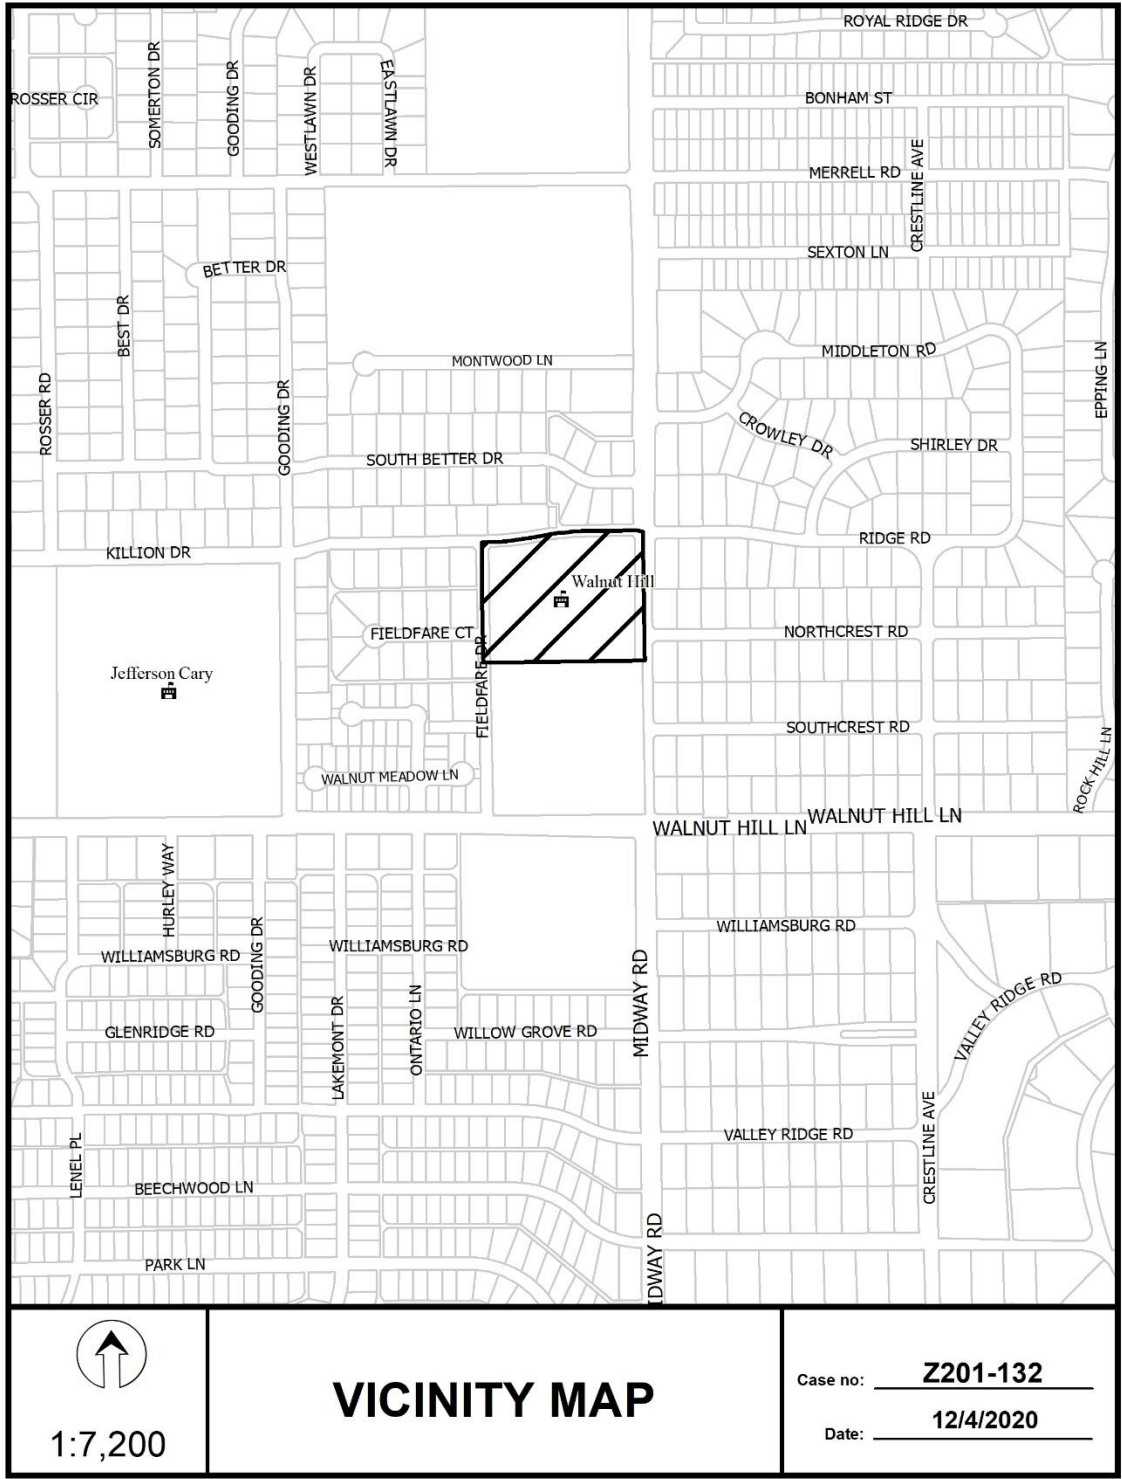 ROYAL RIDGE DR
ROSSER CIR
SOMERTON DR
GOODING DR
WESTLAWN DR
EASTLAWN DR
BONHAM ST
MERRELL RD
CRESTLINE AVE
SEXTON LN
BETTER DR
BEST DR
MONTWOOD LN
MIDDLETON RD
EPPING LN
ROSSER RD
GOODING DR
CROWLEY DR
SHIRLEY DR
SOUTH BETTER DR
KILLION DR
RIDGE RD
Walnut Hill
FIELDFARE CT
NORTHCREST RD
Jefferson Cary
FIELDFARE DR
SOUTHCREST RD
WALNUT MEADOW LN
ROCK HILL LN
WALNUT HILL LN
WALNUT HILL LN
HURLEY WAY
WILLIAMSBURG RD
WILLIAMSBURG RD
WILLIAMSBURG RD
GOODING DR
LAKEMONT DR
ONTARIO LN
MIDWAY RD
VALLEY RIDGE RD
GLENRIDGE RD
WILLOW GROVE RD
LENEL PL
VALLEY RIDGE RD
CRESTLINE AVE
BEECHWOOD LN
IDWAY RD
PARK LN
1:7,200
VICINITY MAP
Case no: Z201-132
Date: 12/4/2020